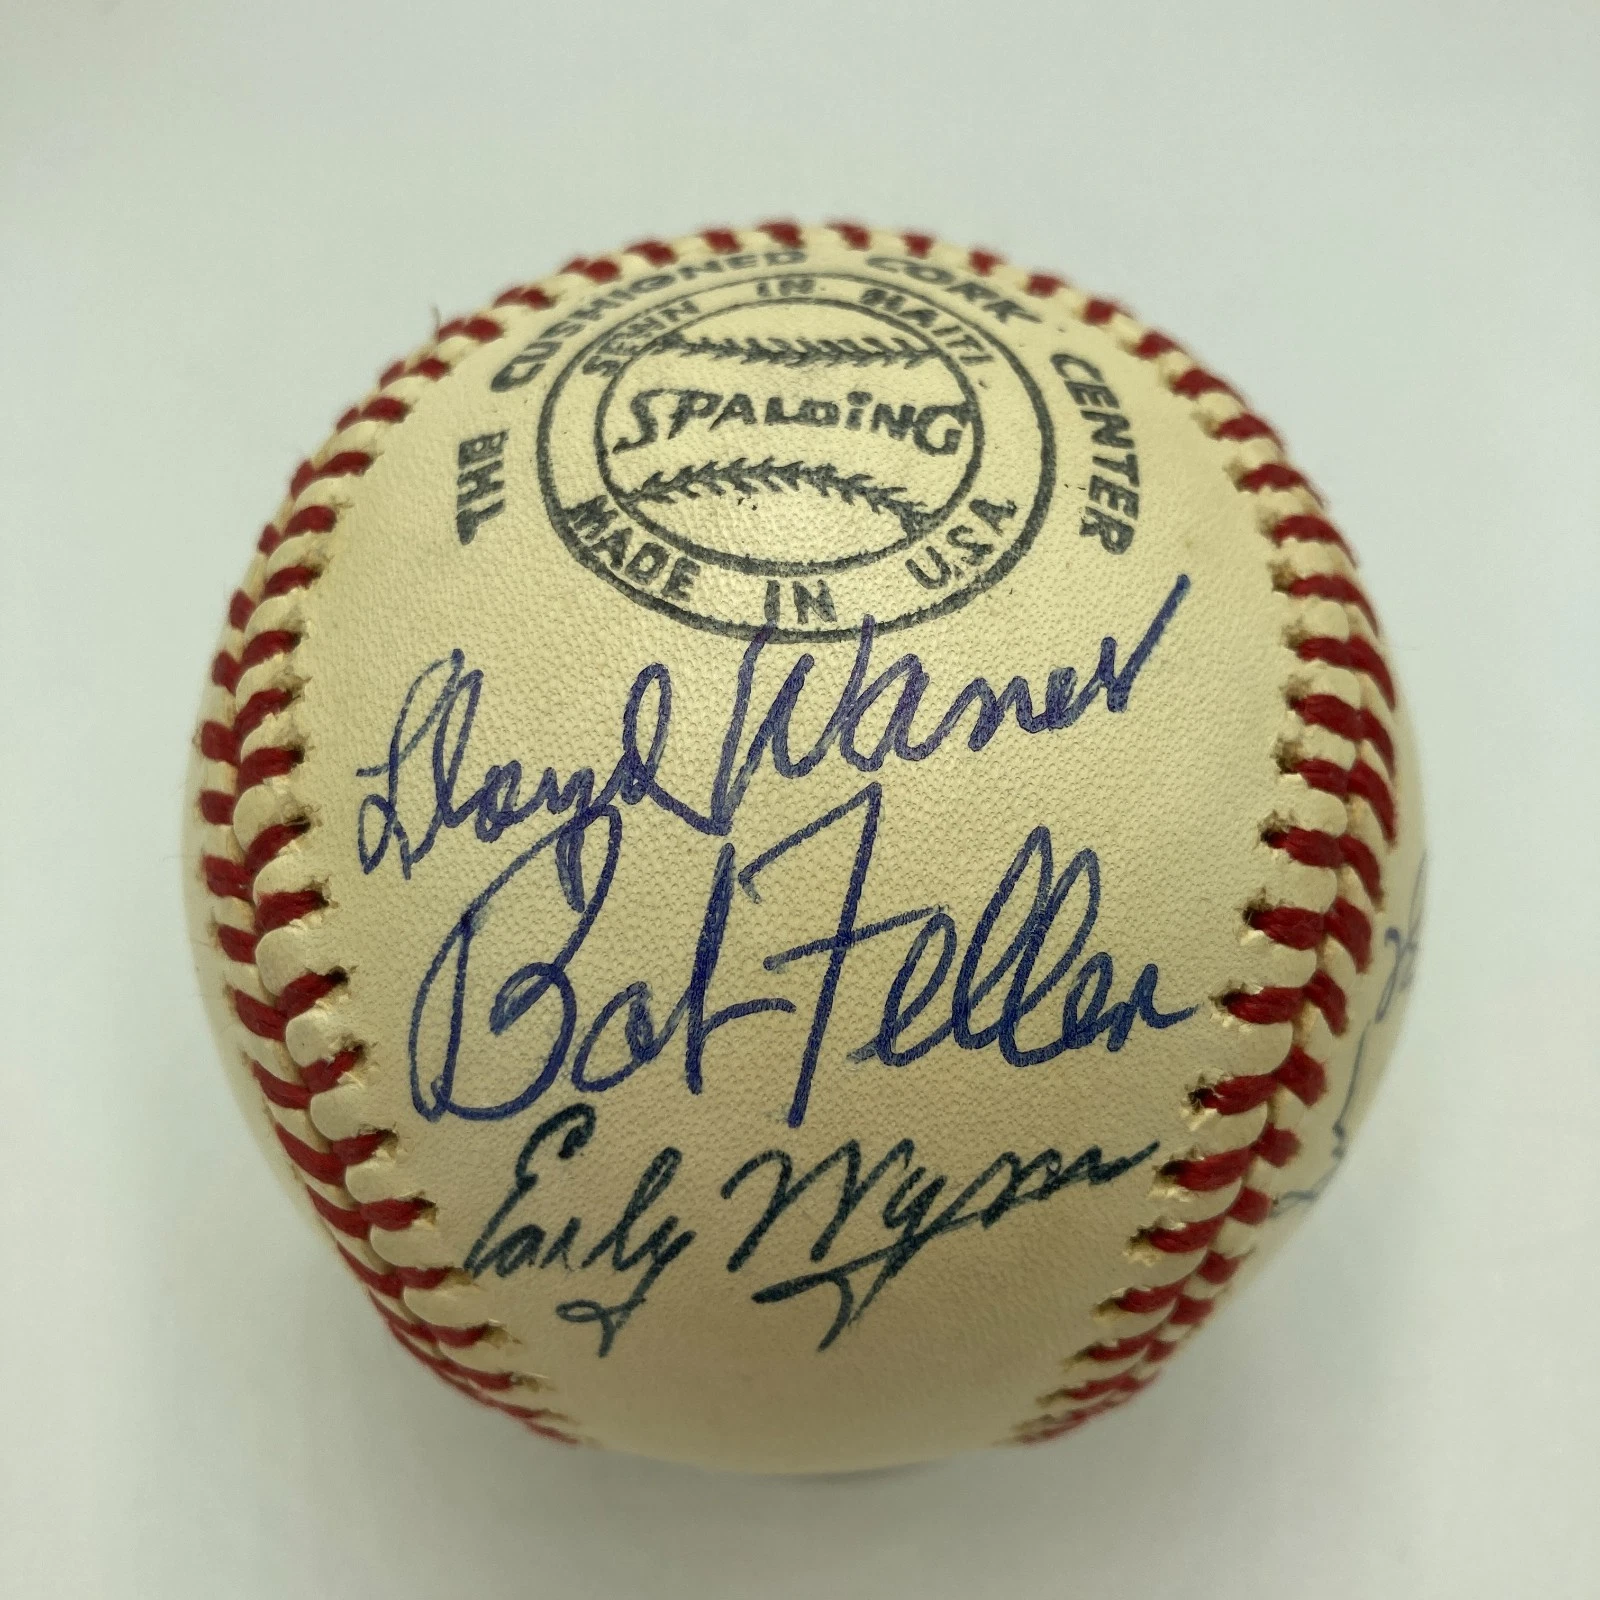 THE CUSHIONED CORK CENTER
SEWN IN HAITI
SPALDING
MADE IN U.S.A
Lloyd Waner
Bob Feller
Early Wynn